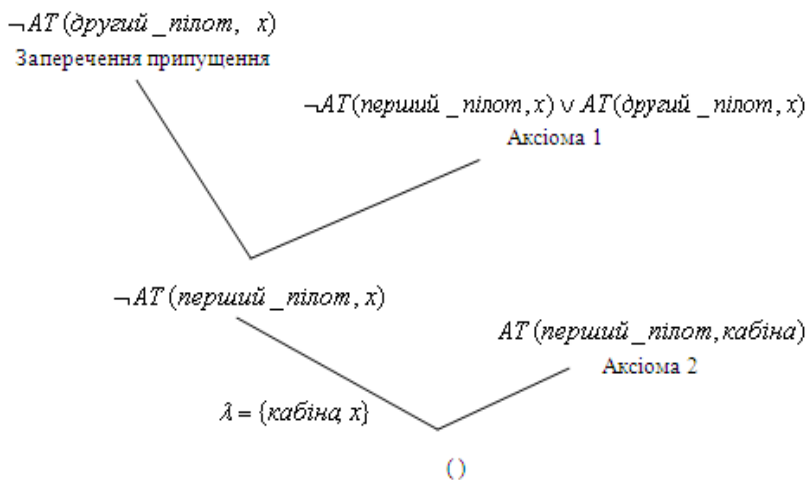 ¬AT(другий_пілот, x)
Заперечення припущення
¬AT(перший_пілот,x) ∨ AT(другий_пілот,x)
Аксіома 1
¬AT(перший_пілот,x)
AT(перший_пілот,кабіна)
Аксіома 2
λ = {кабіна, x}
()